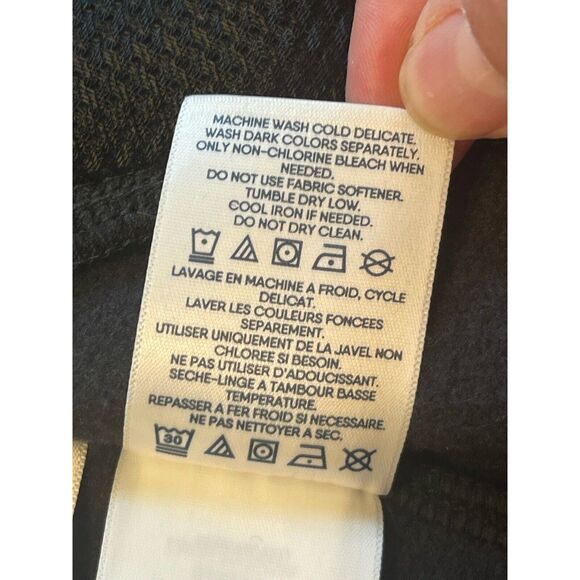 MACHINE WASH COLD DELICATE.
WASH DARK COLORS SEPARATELY.
ONLY NON-CHLORINE BLEACH WHEN
NEEDED.
DO NOT USE FABRIC SOFTENER.
TUMBLE DRY LOW.
COOL IRON IF NEEDED.
DO NOT DRY CLEAN.
LAVAGE EN MACHINE A FROID, CYCLE
DELICAT.
LAVER LES COULEURS FONCEES
SEPAREMENT.
UTILISER UNIQUEMENT DE LA JAVEL NON
CHLOREE SI BESOIN.
NE PAS UTILISER D'ADOUCISSANT.
SECHE-LINGE A TAMBOUR BASSE
TEMPERATURE.
REPASSER A FER FROID SI NECESSAIRE.
NE PAS NETTOYER A SEC.
30